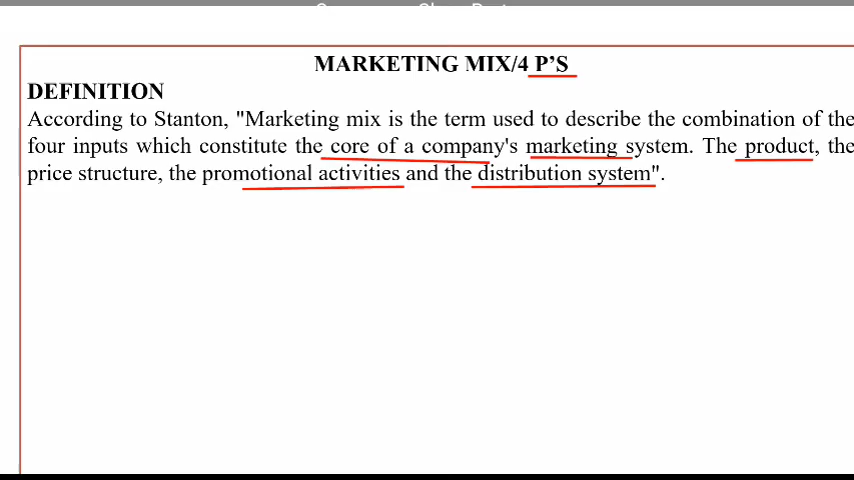 MARKETING MIX/4 P’S
DEFINITION
According to Stanton, "Marketing mix is the term used to describe the combination of the
four inputs which constitute the core of a company's marketing system. The product, the
price structure, the promotional activities and the distribution system".